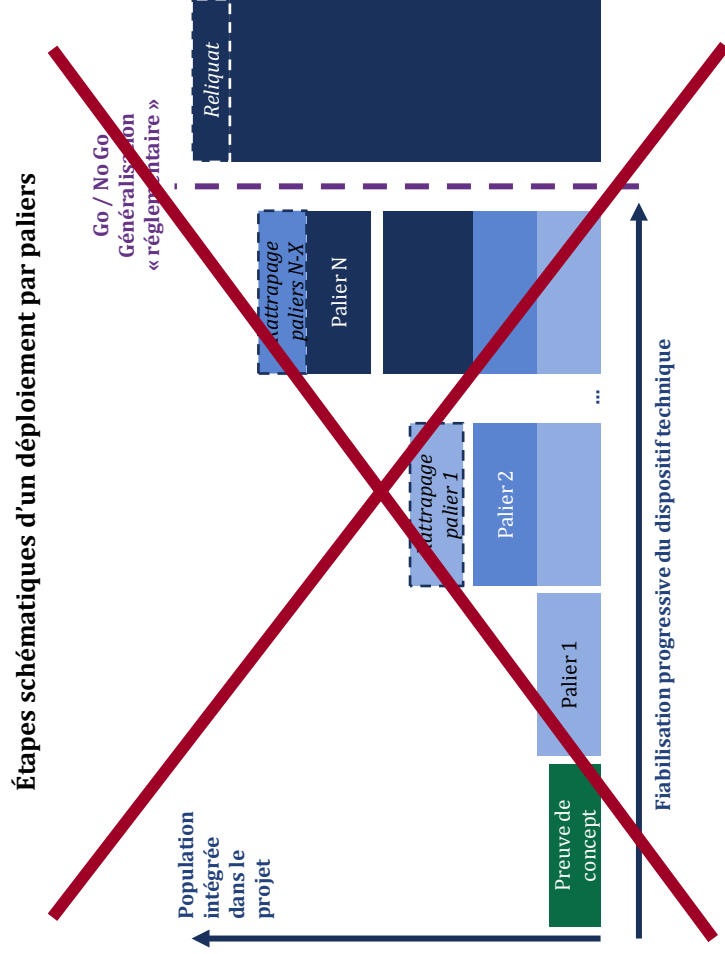 Étapes schématiques d'un déploiement par paliers
Population
intégrée
dans le
projet
Go / No Go
Généralisation
« réglementaire »
Preuve de
concept
Palier 1
Rattrapage
palier 1
Palier 2
...
Rattrapage
paliers N-X
Palier N
Reliquat
Fiabilisation progressive du dispositif technique